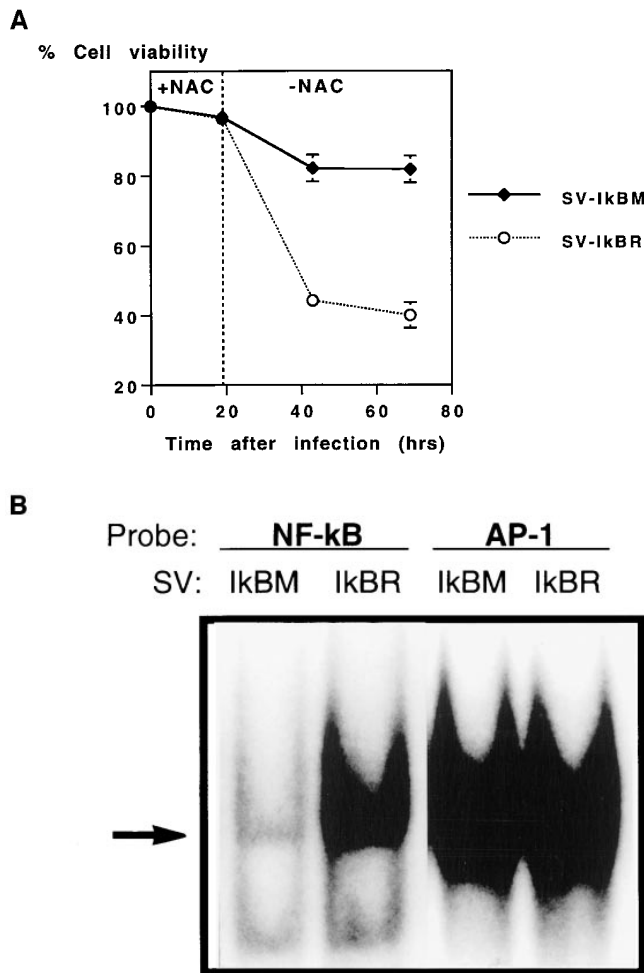 A
% Cell viability
+NAC -NAC
100
80
60
40
20
0 20 40 60 80
Time after infection (hrs)
SV-IkBM
SV-IkBR
B
Probe: NF-kB AP-1
SV: IkBM IkBR IkBM IkBR